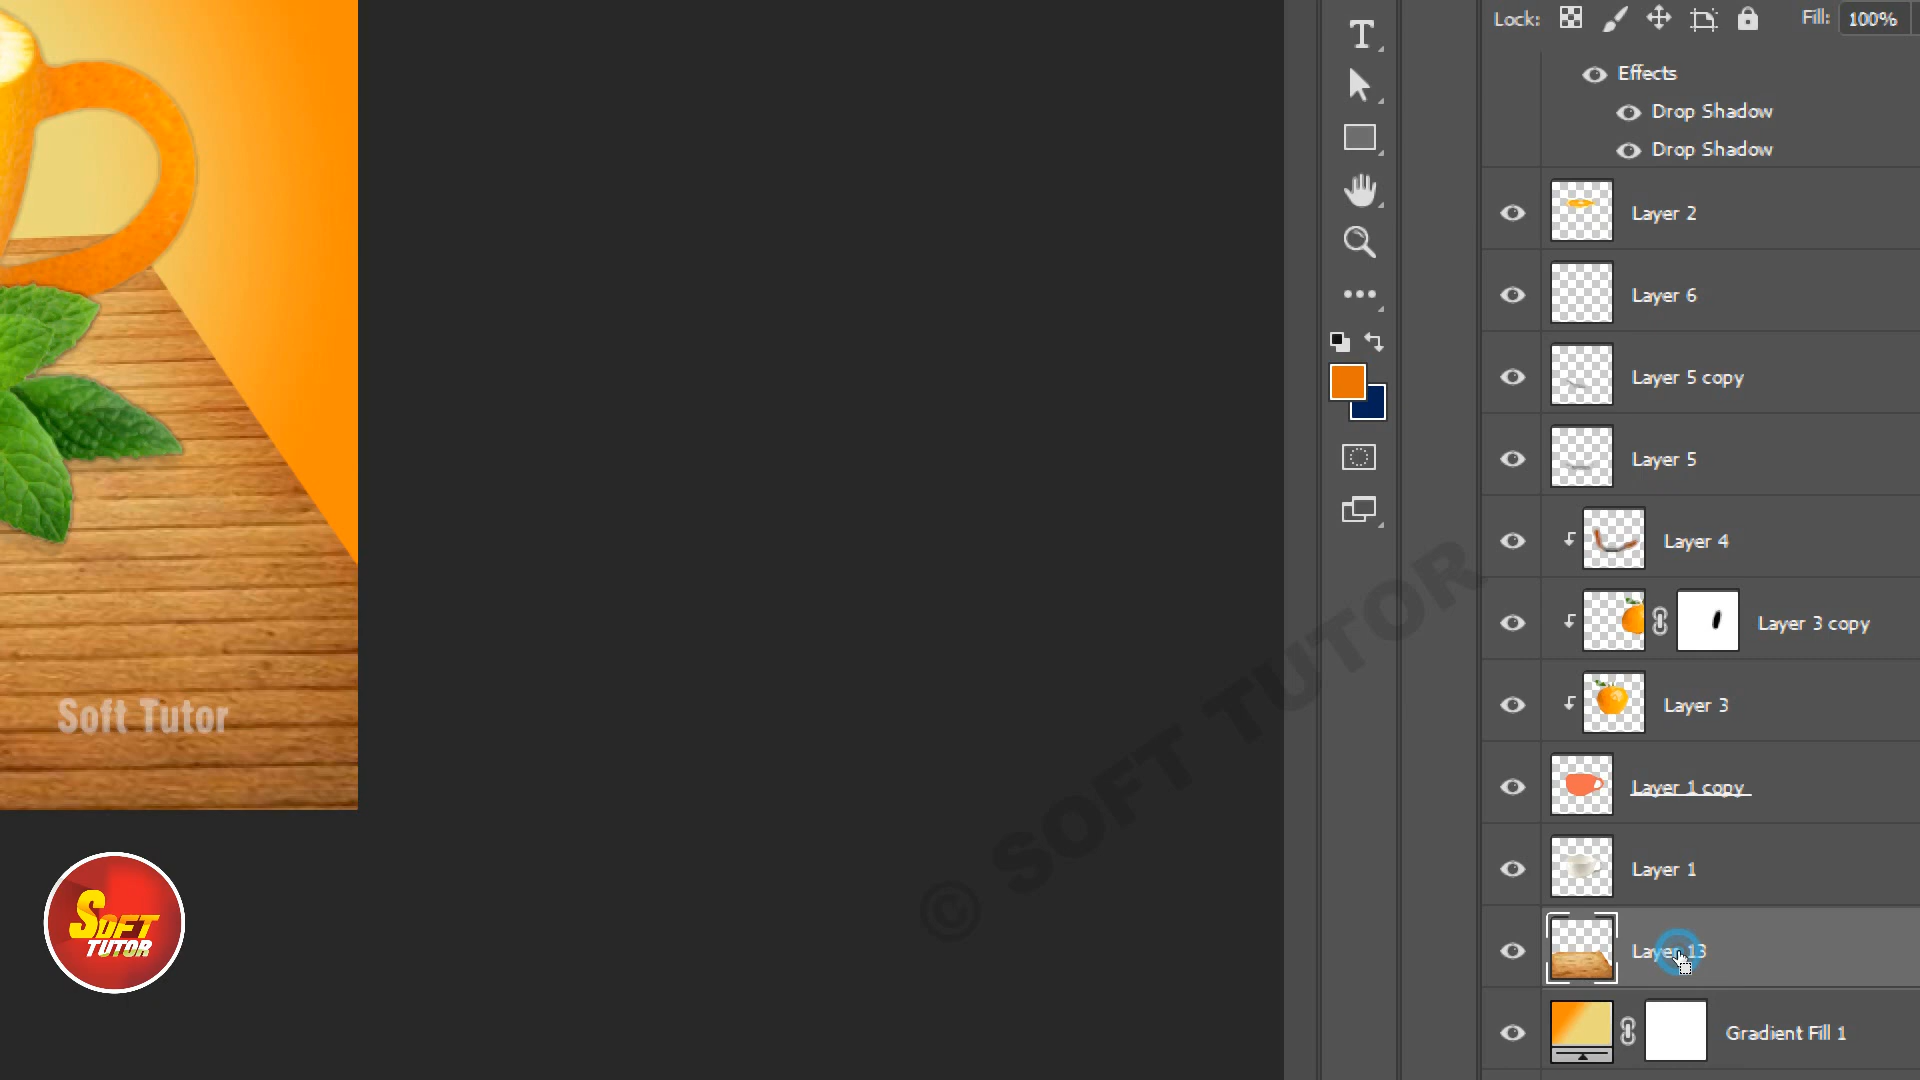 Lock:
Fill: 100%
Effects
Drop Shadow
Drop Shadow
Layer 2
Layer 6
Layer 5 copy
Layer 5
Layer 4
Layer 3 copy
Layer 3
Layer 1 copy
Layer 1
Layer 13
Gradient Fill 1
Soft Tutor
© SOFT TUTOR
SOFT
TUTOR